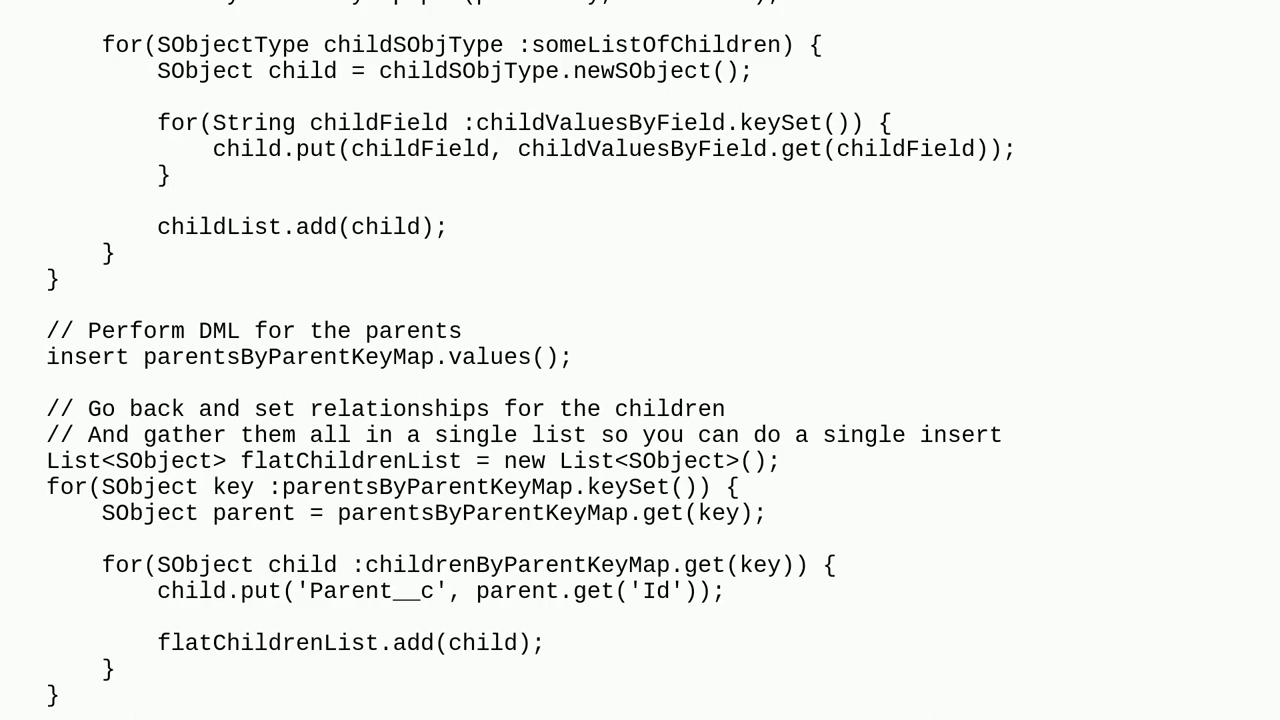 for(SObjectType childSObjType :someListOfChildren) {
SObject child = childSObjType.newSObject();
for(String childField :childValuesByField.keySet()) {
child.put(childField, childValuesByField.get(childField));
}
childList.add(child);
}
}
// Perform DML for the parents
insert parentsByParentKeyMap.values();
// Go back and set relationships for the children
// And gather them all in a single list so you can do a single insert
List<SObject> flatChildrenList = new List<SObject>();
for(SObject key :parentsByParentKeyMap.keySet()) {
SObject parent = parentsByParentKeyMap.get(key);
for(SObject child :childrenByParentKeyMap.get(key)) {
child.put('Parent__c', parent.get('Id'));
flatChildrenList.add(child);
}
}